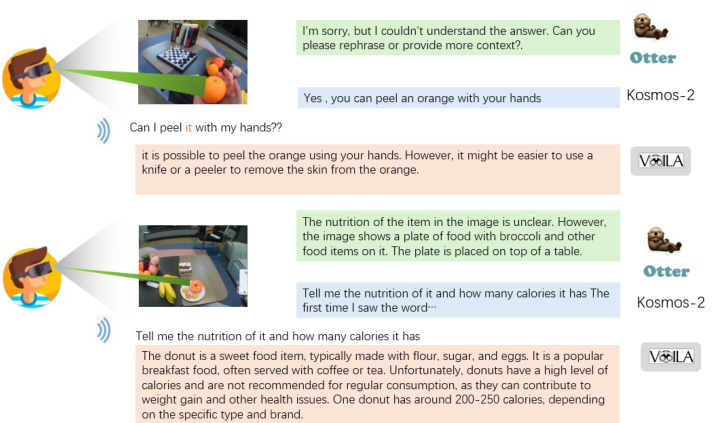 I'm sorry, but I couldn't understand the answer. Can you
please rephrase or provide more context?.
Otter
Yes , you can peel an orange with your hands
Kosmos-2
Can I peel it with my hands??
it is possible to peel the orange using your hands. However, it might be easier to use a
knife or a peeler to remove the skin from the orange.
VOILA
The nutrition of the item in the image is unclear. However,
the image shows a plate of food with broccoli and other
food items on it. The plate is placed on top of a table.
Otter
Tell me the nutrition of it and how many calories it has The
first time I saw the word···
Kosmos-2
Tell me the nutrition of it and how many calories it has
VOILA
The donut is a sweet food item, typically made with flour, sugar, and eggs. It is a popular
breakfast food, often served with coffee or tea. Unfortunately, donuts have a high level of
calories and are not recommended for regular consumption, as they can contribute to
weight gain and other health issues. One donut has around 200-250 calories, depending
on the specific type and brand.